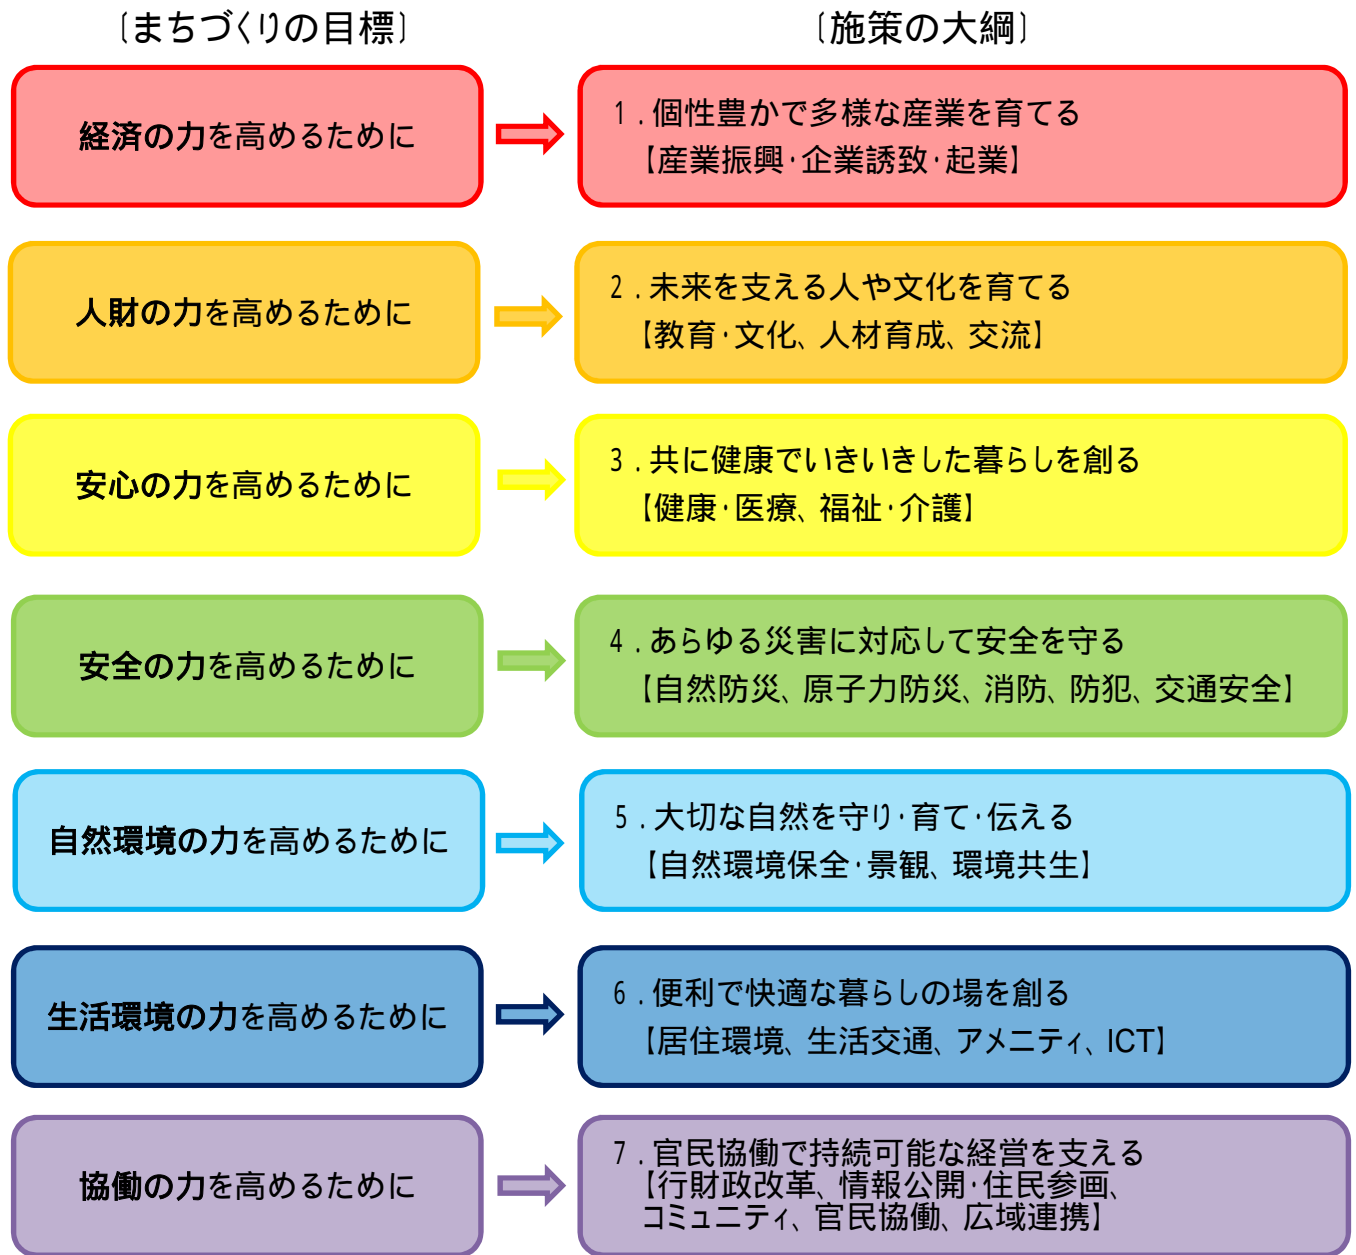 〔まちづくりの目標〕
〔施策の大綱〕
経済の力を高めるために
1．個性豊かで多様な産業を育てる
【産業振興・企業誘致・起業】
人財の力を高めるために
2．未来を支える人や文化を育てる
【教育・文化、人材育成、交流】
安心の力を高めるために
3．共に健康でいきいきした暮らしを創る
【健康・医療、福祉・介護】
安全の力を高めるために
4．あらゆる災害に対応して安全を守る
【自然防災、原子力防災、消防、防犯、交通安全】
自然環境の力を高めるために
5．大切な自然を守り・育て・伝える
【自然環境保全・景観、環境共生】
生活環境の力を高めるために
6．便利で快適な暮らしの場を創る
【居住環境、生活交通、アメニティ、ICT】
協働の力を高めるために
7．官民協働で持続可能な経営を支える
【行財政改革、情報公開・住民参画、
コミュニティ、官民協働、広域連携】